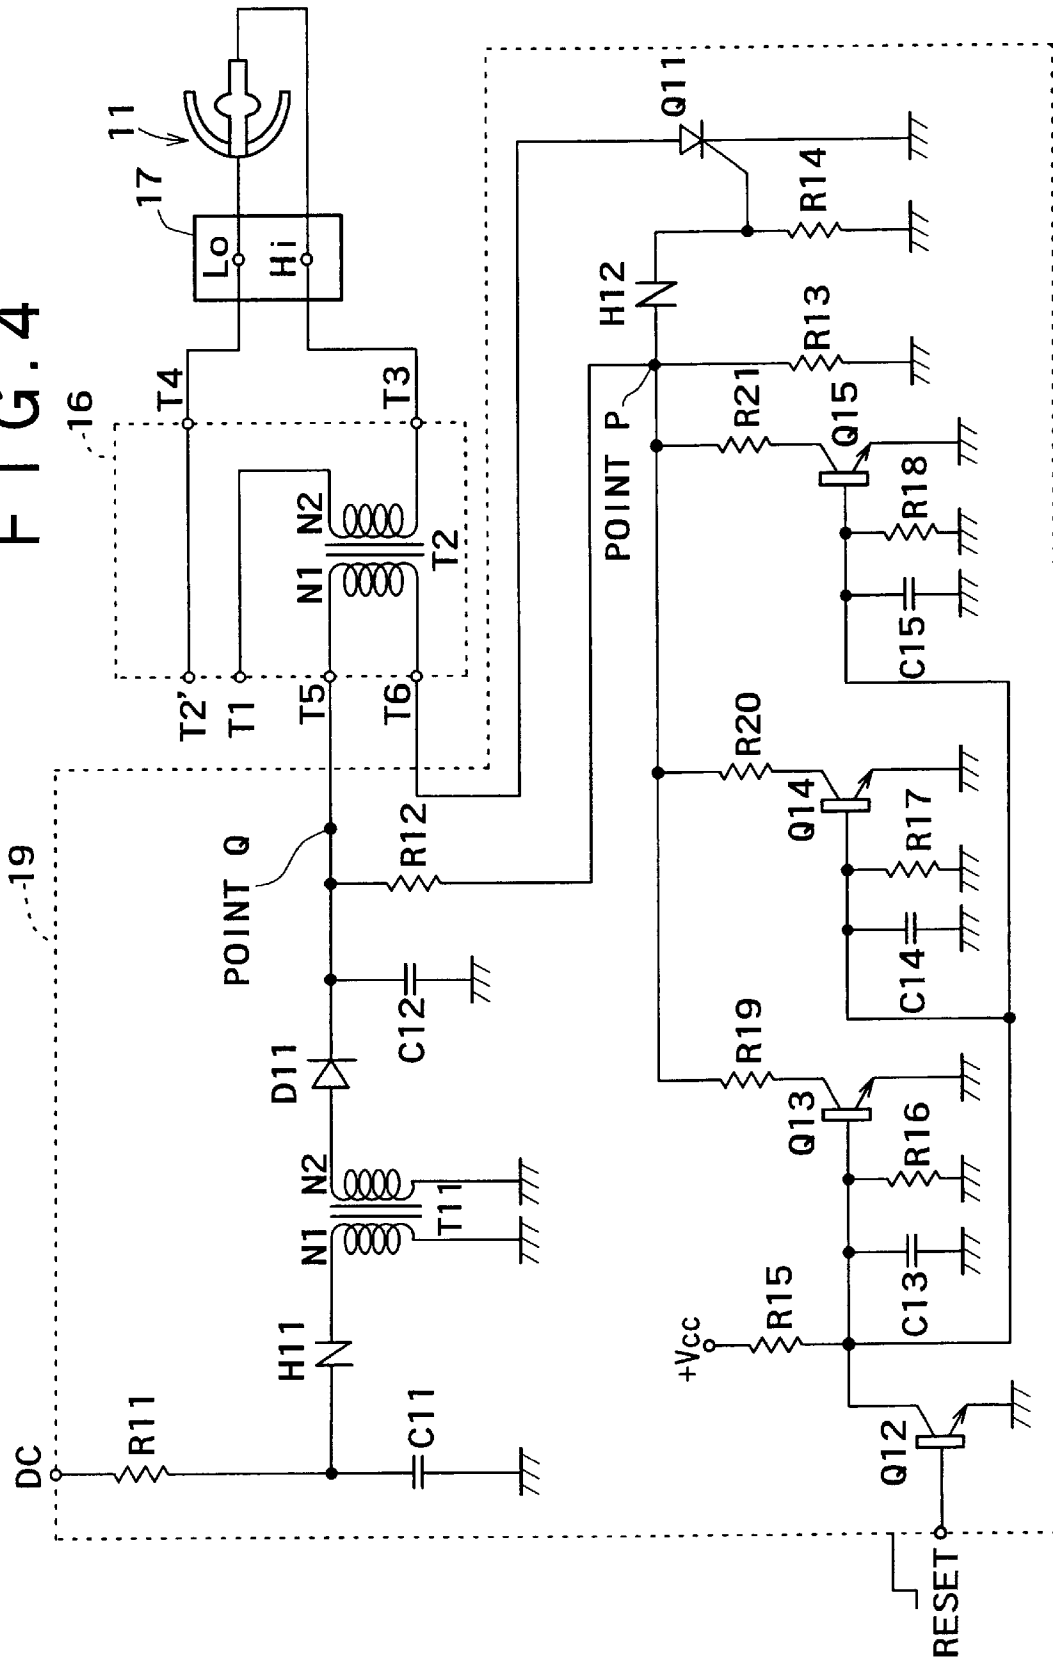 FIG.4
19
16
17
11
DC
R11
C11
H11
N1
N2
T11
D11
C12
POINT Q
R12
T2'
T1
T5
T6
N1
N2
T2
T4
T3
Lo
Hi
RESET
Q12
+Vcc
R15
C13
R16
Q13
R19
C14
R17
Q14
R20
C15
R18
Q15
R21
POINT P
R13
H12
R14
Q11